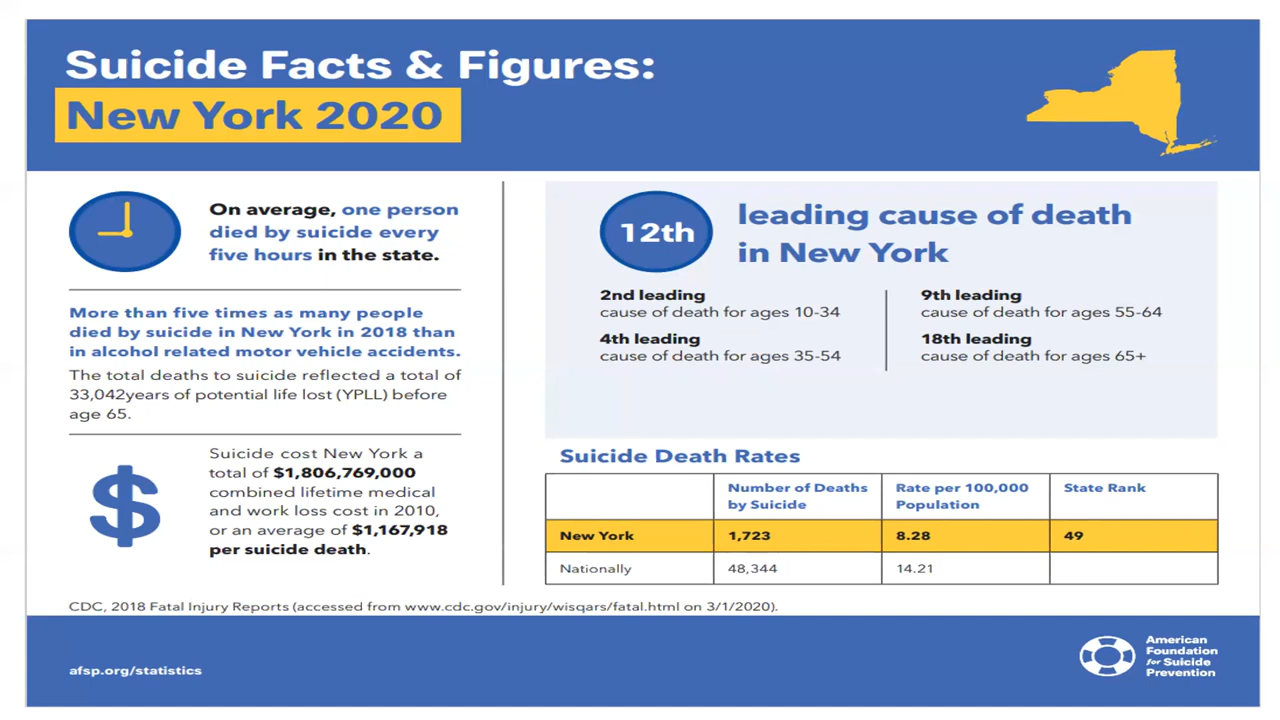 Suicide Facts & Figures:
New York 2020
On average, one person
died by suicide every
five hours in the state.
More than five times as many people
died by suicide in New York in 2018 than
in alcohol related motor vehicle accidents.
The total deaths to suicide reflected a total of
33,042years of potential life lost (YPLL) before
age 65.
Suicide cost New York a
total of $1,806,769,000
combined lifetime medical
and work loss cost in 2010,
or an average of $1,167,918
per suicide death.
12th
leading cause of death
in New York
2nd leading
cause of death for ages 10-34
4th leading
cause of death for ages 35-54
9th leading
cause of death for ages 55-64
18th leading
cause of death for ages 65+
Suicide Death Rates
Number of Deaths
by Suicide
Rate per 100,000
Population
State Rank
New York 1,723 8.28 49
Nationally 48,344 14.21
CDC, 2018 Fatal Injury Reports (accessed from www.cdc.gov/injury/wisqars/fatal.html on 3/1/2020).
afsp.org/statistics
American
Foundation
for Suicide
Prevention